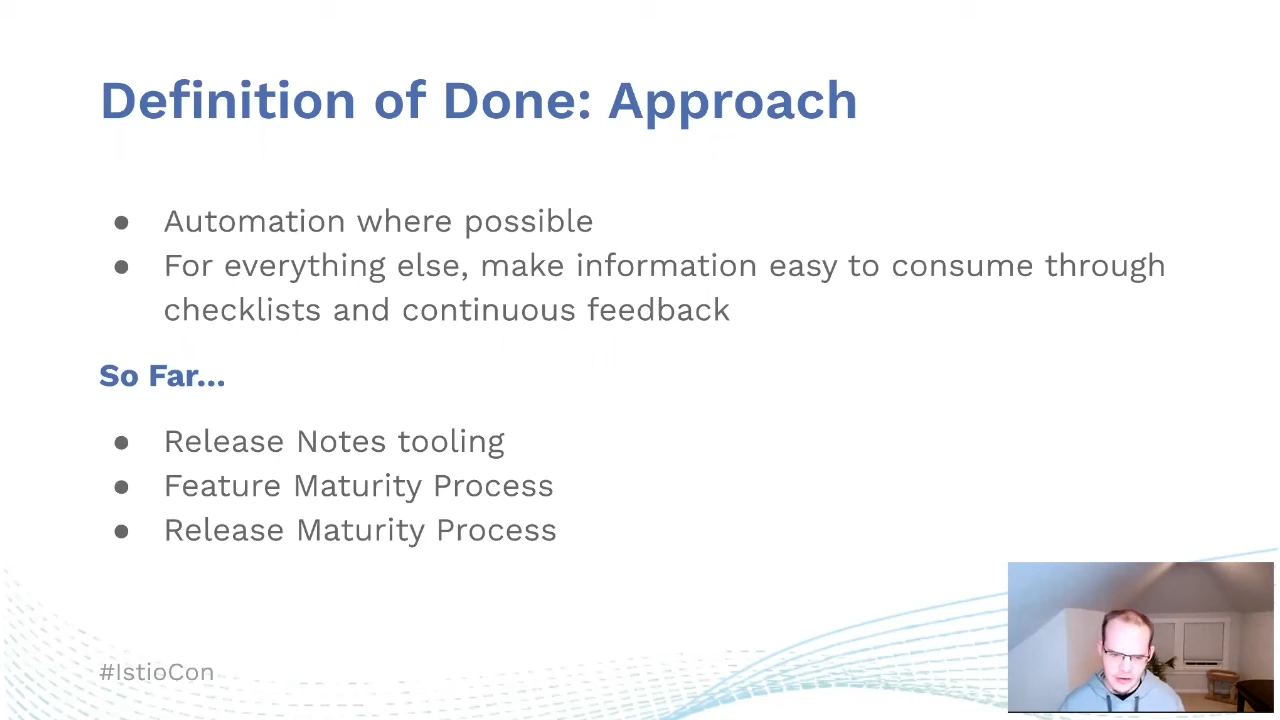 Definition of Done: Approach
● Automation where possible
● For everything else, make information easy to consume through
checklists and continuous feedback
So Far...
● Release Notes tooling
● Feature Maturity Process
● Release Maturity Process
#IstioCon